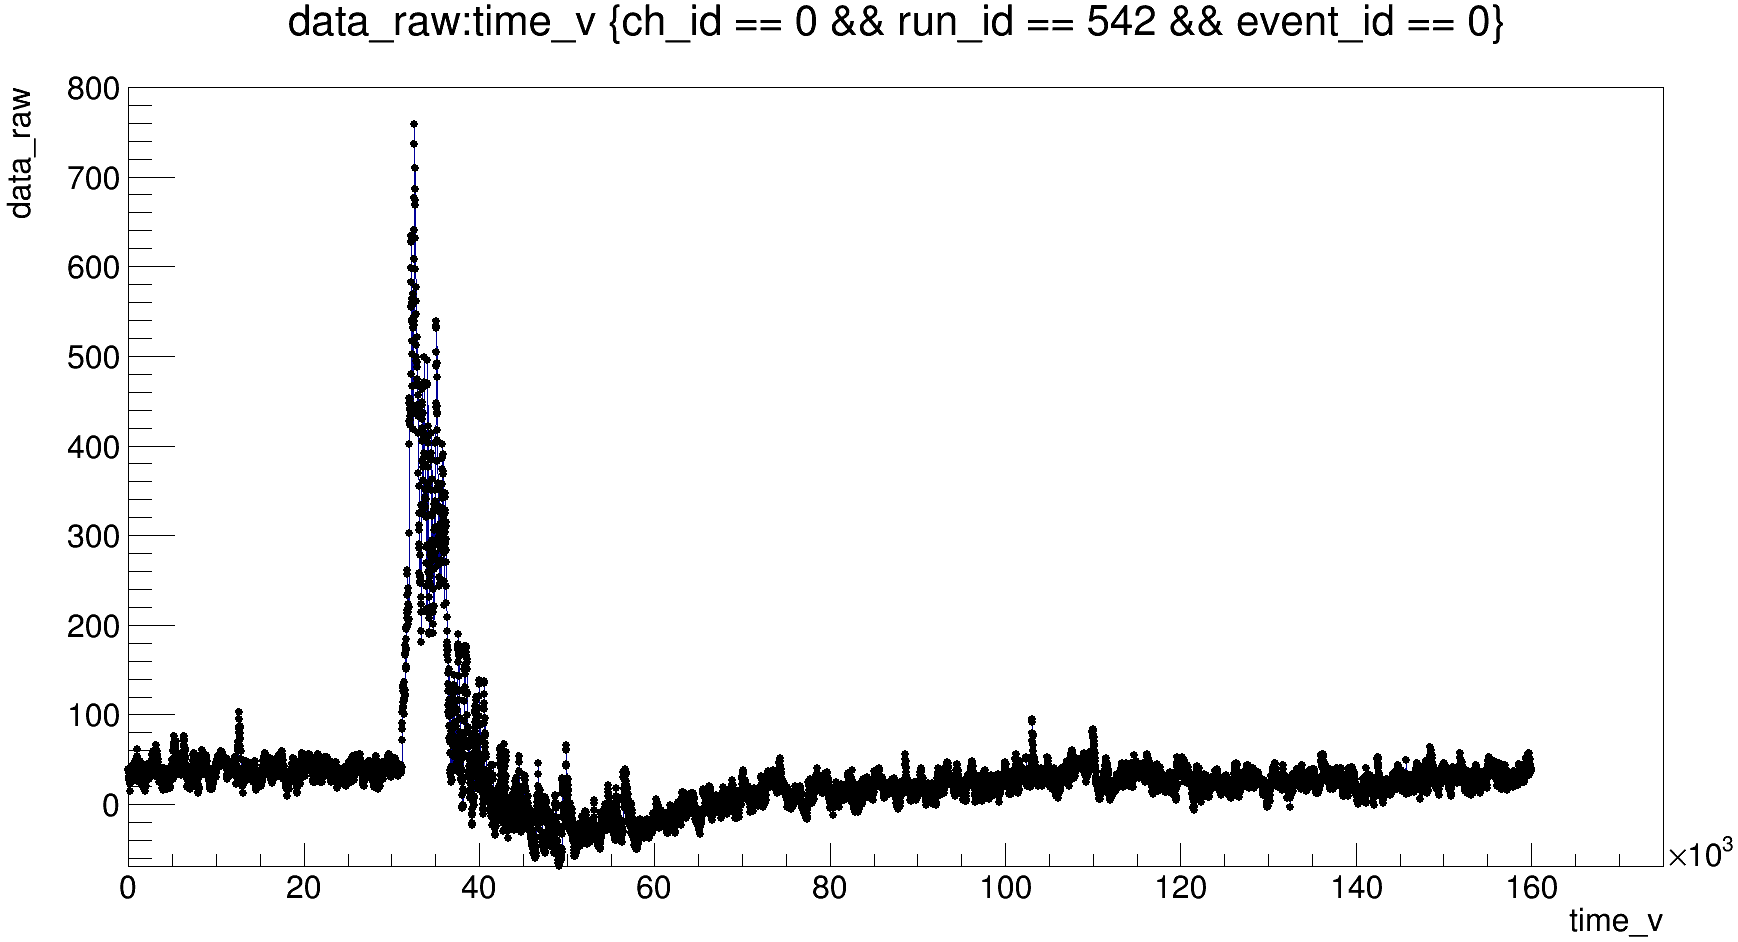 data_raw:time_v {ch_id == 0 && run_id == 542 && event_id == 0}
data_raw
800
700
600
500
400
300
200
100
0
0 20 40 60 80 100 120 140 160
×10³
time_v